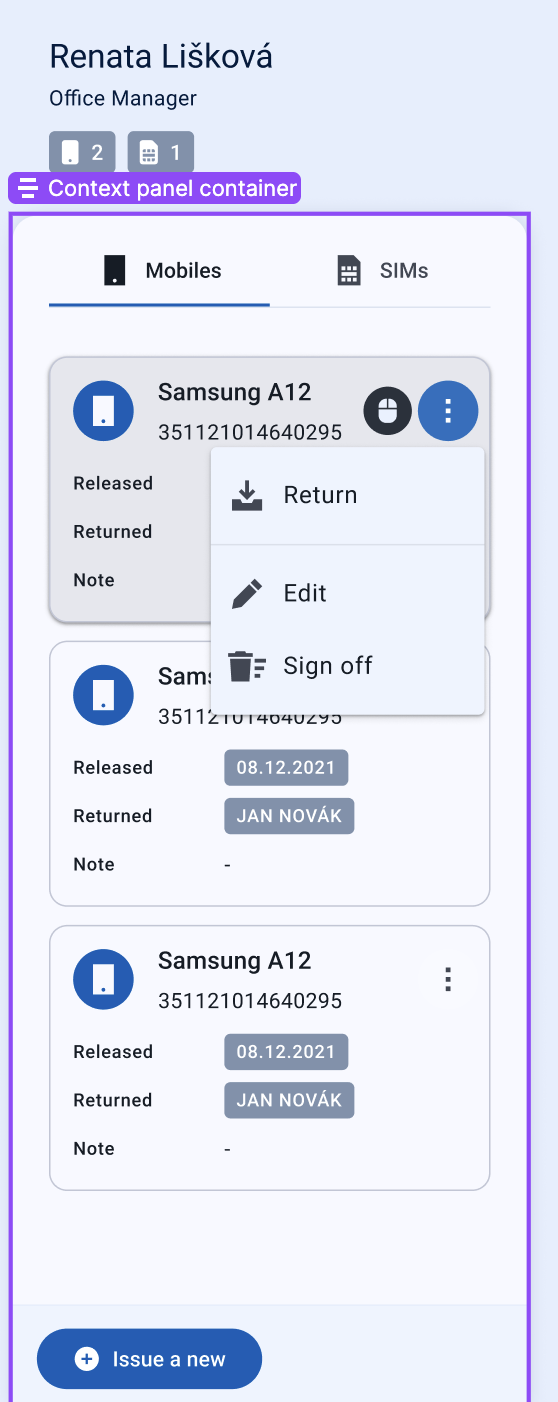 Renata Lišková
Office Manager
2 1
Context panel container
Mobiles SIMs
Samsung A12
351121014640295
Released
Returned
Note
Return
Edit
Sign off
Sams
351121014640295
Released 08.12.2021
Returned JAN NOVÁK
Note -
Samsung A12
351121014640295
Released 08.12.2021
Returned JAN NOVÁK
Note -
Issue a new